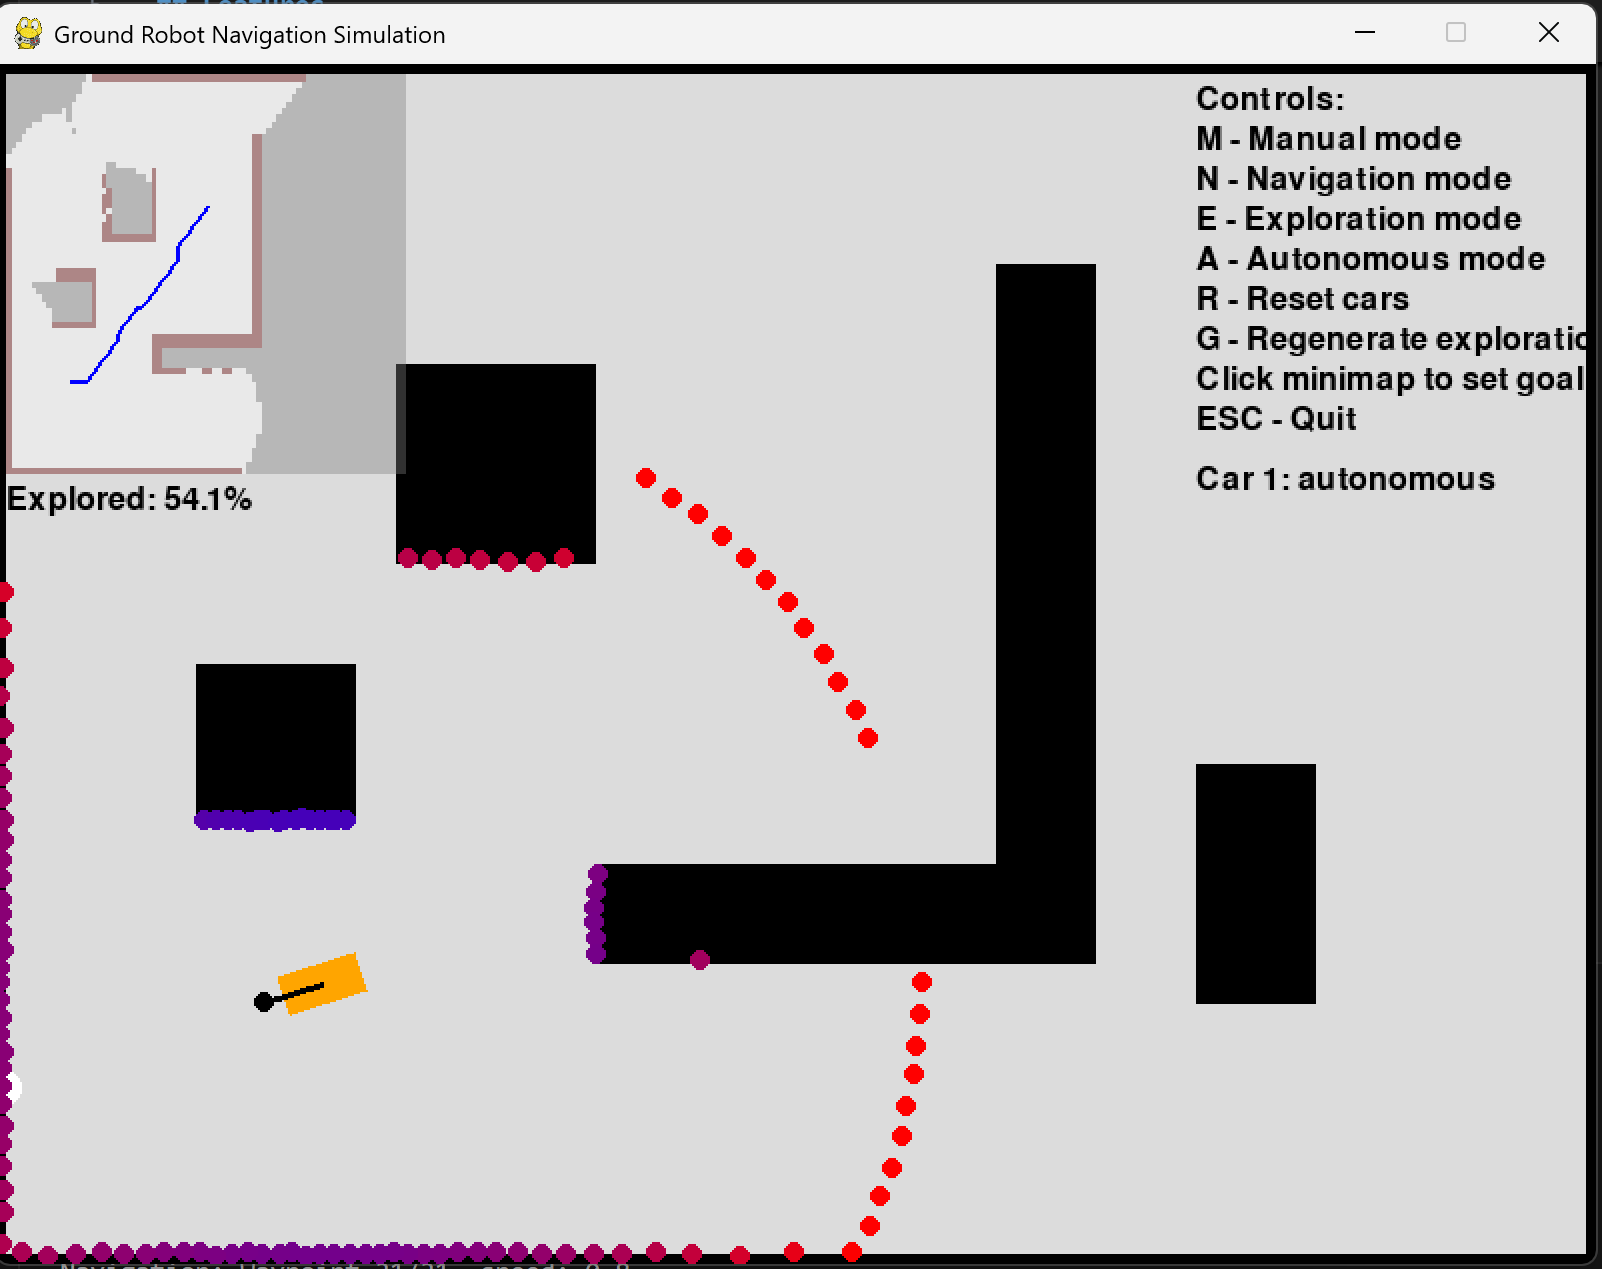 Ground Robot Navigation Simulation
Controls:
M - Manual mode
N - Navigation mode
E - Exploration mode
A - Autonomous mode
R - Reset cars
G - Regenerate exploratio
Click minimap to set goal
ESC - Quit
Car 1: autonomous
Explored: 54.1%